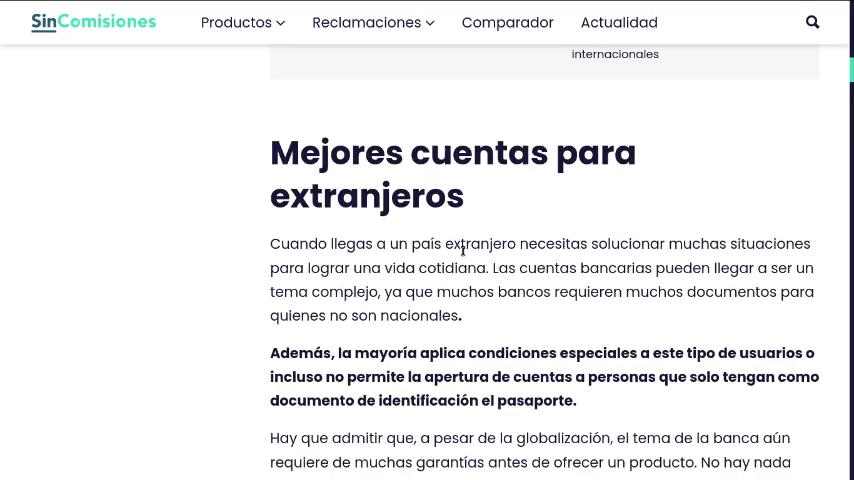 SinComisiones Productos Reclamaciones Comparador Actualidad
internacionales
Mejores cuentas para
extranjeros
Cuando llegas a un país extranjero necesitas solucionar muchas situaciones
para lograr una vida cotidiana. Las cuentas bancarias pueden llegar a ser un
tema complejo, ya que muchos bancos requieren muchos documentos para
quienes no son nacionales.
Además, la mayoría aplica condiciones especiales a este tipo de usuarios o
incluso no permite la apertura de cuentas a personas que solo tengan como
documento de identificación el pasaporte.
Hay que admitir que, a pesar de la globalización, el tema de la banca aún
requiere de muchas garantías antes de ofrecer un producto. No hay nada